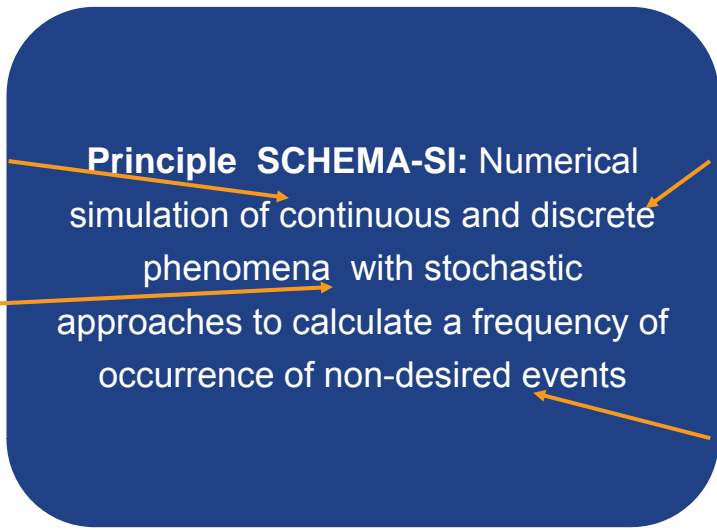 Principle SCHEMA-SI: Numerical
simulation of continuous and discrete
phenomena with stochastic
approaches to calculate a frequency of
occurrence of non-desired events